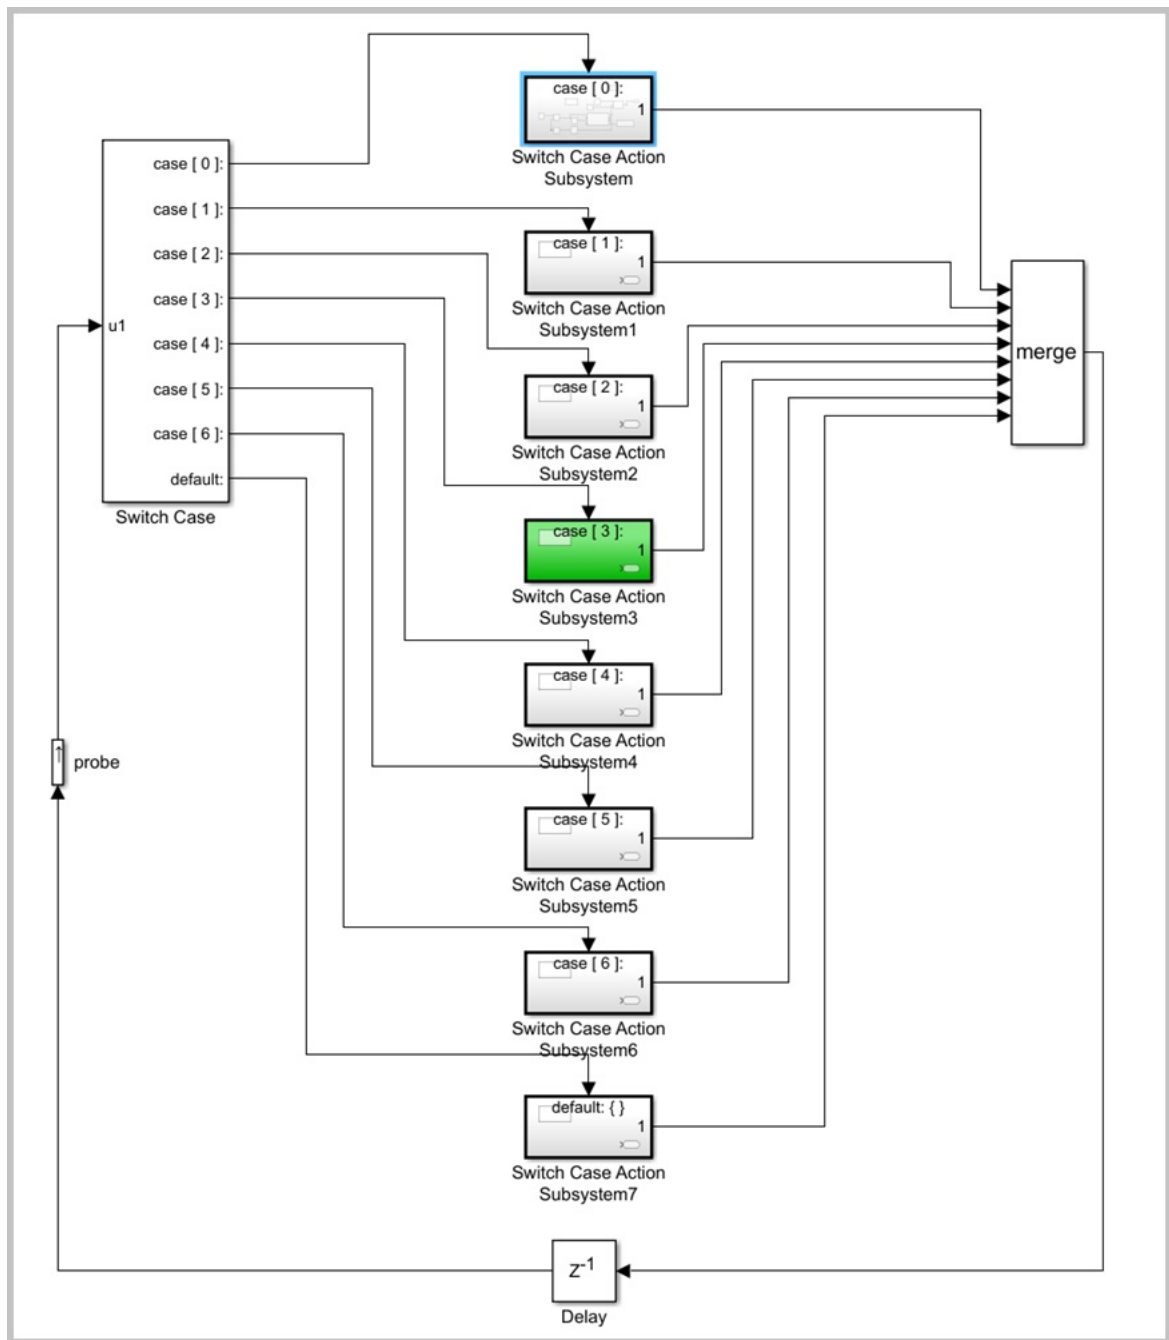 case [ 0 ]:
1
Switch Case Action
Subsystem
case [ 0 ]:
case [ 1 ]:
case [ 2 ]:
case [ 3 ]:
u1
case [ 4 ]:
case [ 5 ]:
case [ 6 ]:
default:
Switch Case
case [ 1 ]:
1
Switch Case Action
Subsystem1
merge
case [ 2 ]:
1
Switch Case Action
Subsystem2
case [ 3 ]:
1
Switch Case Action
Subsystem3
case [ 4 ]:
1
Switch Case Action
Subsystem4
probe
case [ 5 ]:
1
Switch Case Action
Subsystem5
case [ 6 ]:
1
Switch Case Action
Subsystem6
default: { }
1
Switch Case Action
Subsystem7
Z⁻¹
Delay